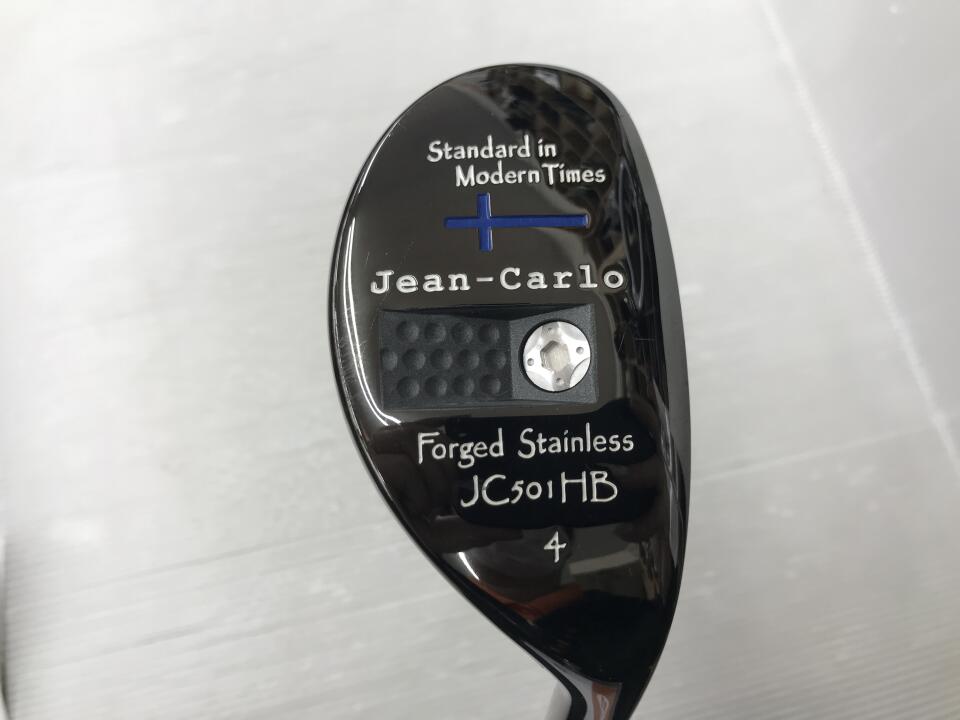 Standard in
Modern Times
Jean-Carlo
Forged Stainless
JC501HB
4